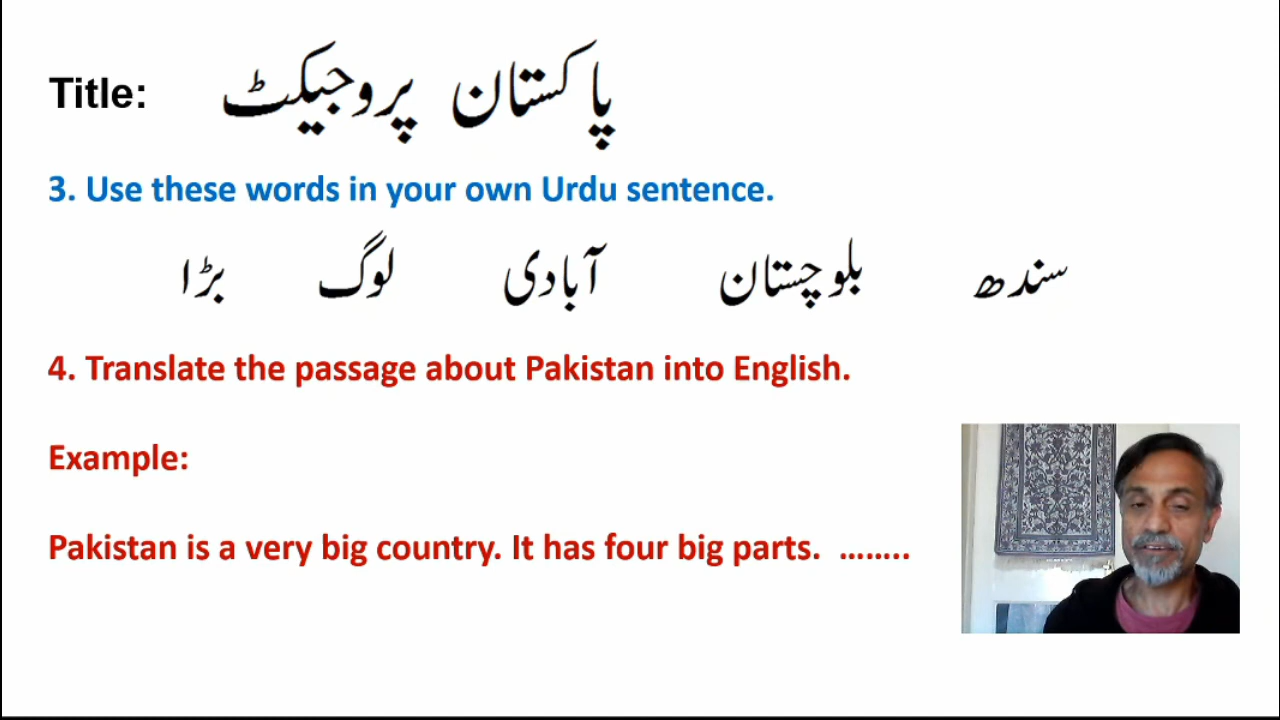 Title: پاکستان پروجیکٹ
3. Use these words in your own Urdu sentence.
سندھ بلوچستان آبادی لوگ بڑا
4. Translate the passage about Pakistan into English.
Example:
Pakistan is a very big country. It has four big parts. ……..